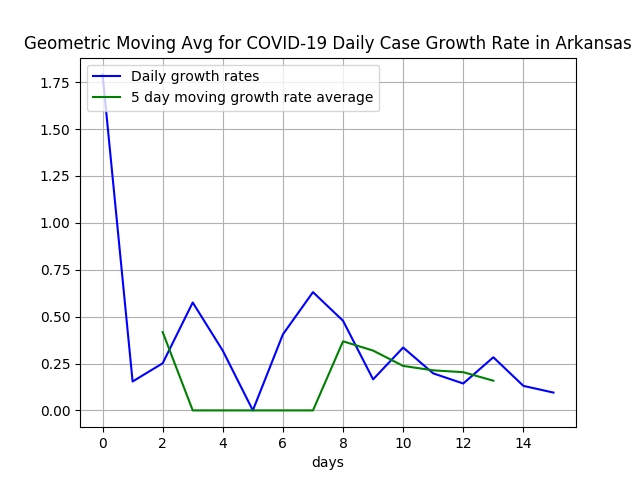 Geometric Moving Avg for COVID-19 Daily Case Growth Rate in Arkansas
Daily growth rates
5 day moving growth rate average
1.75
1.50
1.25
1.00
0.75
0.50
0.25
0.00
0 2 4 6 8 10 12 14
days